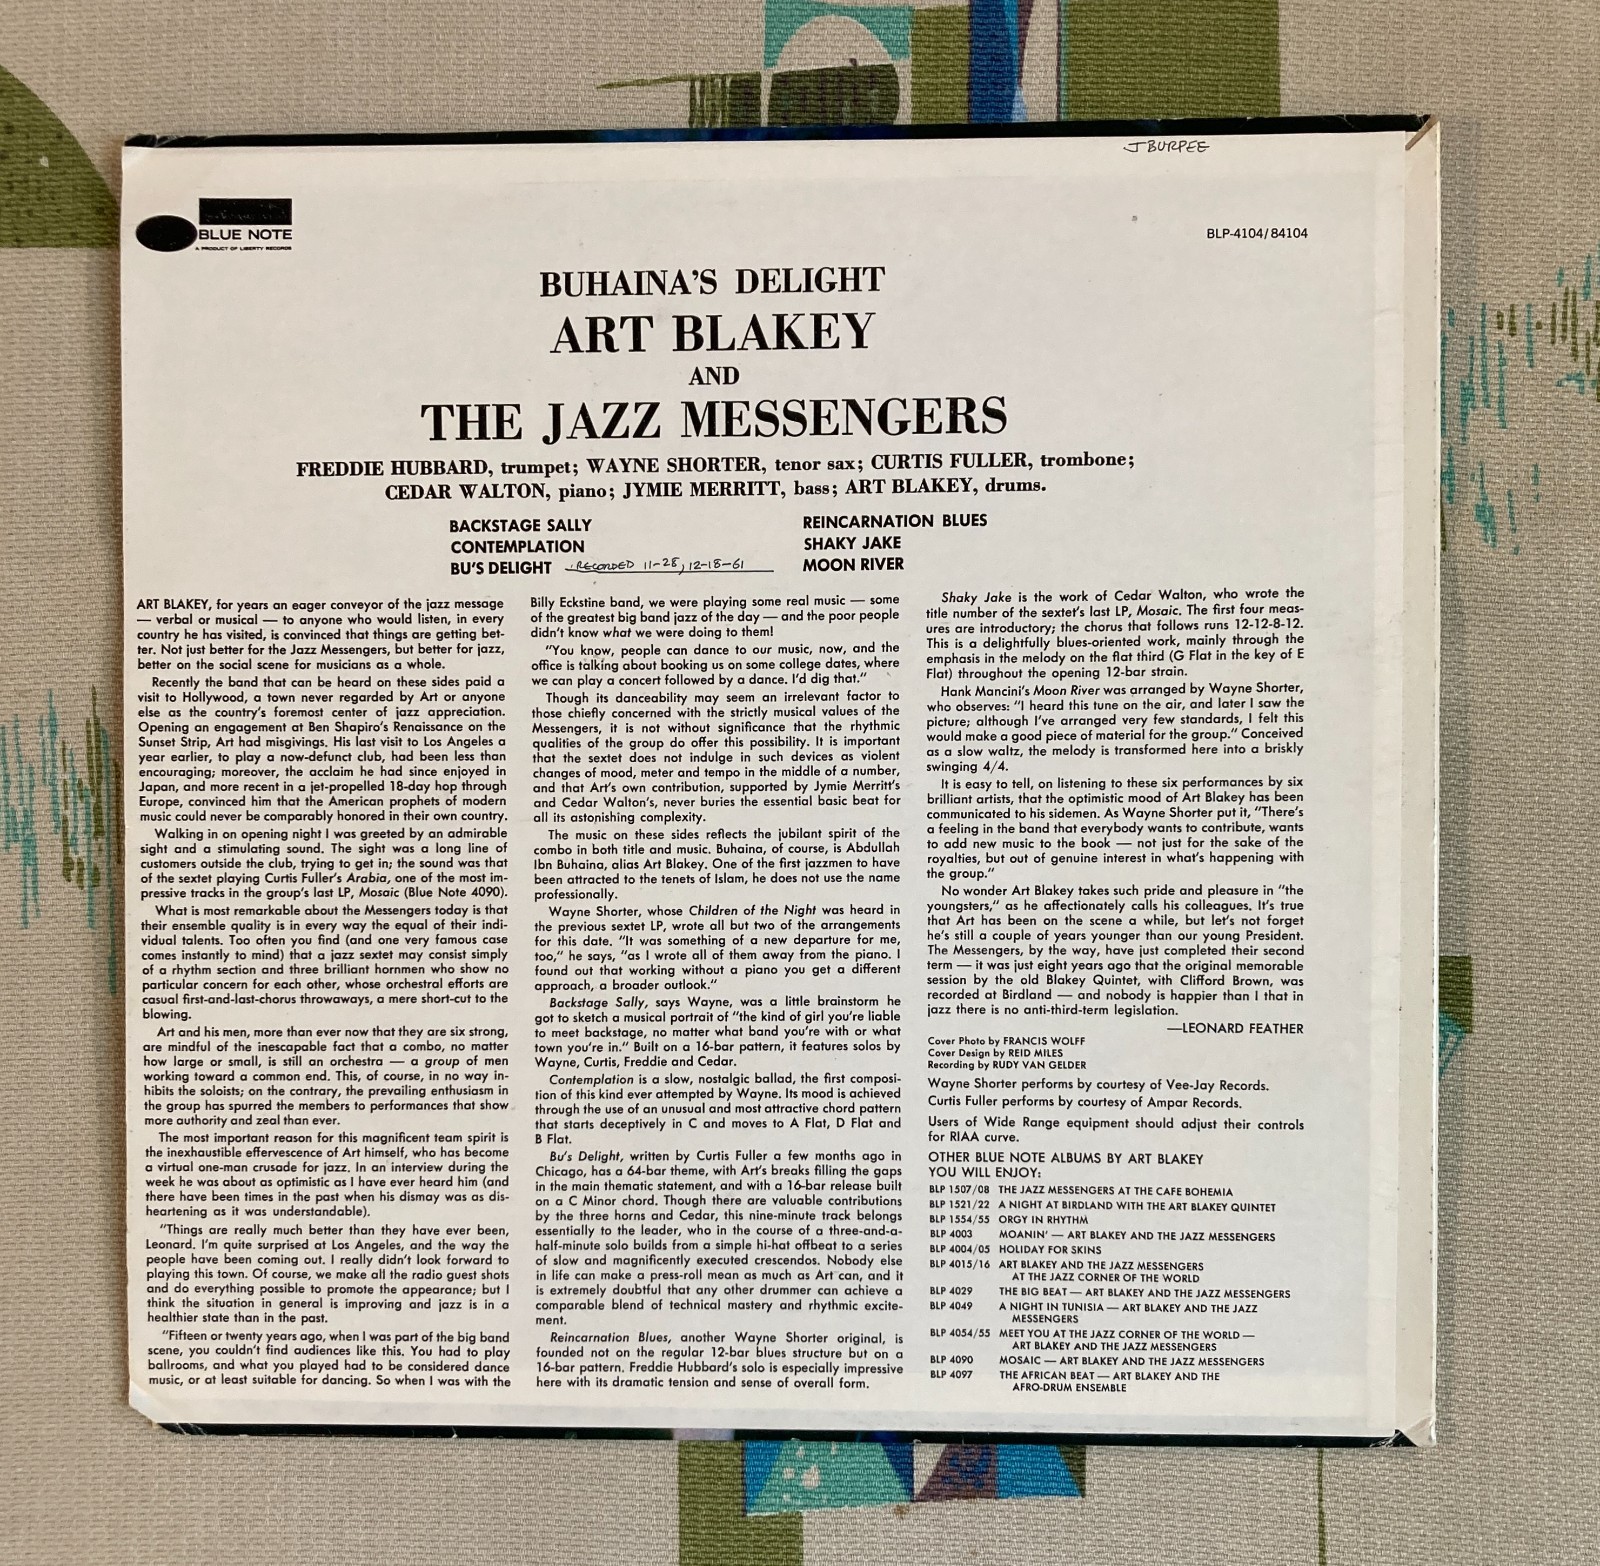 J BURPEE
BLUE NOTE
A PRODUCT OF LIBERTY RECORDS
BLP-4104/84104
BUHAINA'S DELIGHT
ART BLAKEY
AND
THE JAZZ MESSENGERS
FREDDIE HUBBARD, trumpet; WAYNE SHORTER, tenor sax; CURTIS FULLER, trombone;
CEDAR WALTON, piano; JYMIE MERRITT, bass; ART BLAKEY, drums.
BACKSTAGE SALLY
CONTEMPLATION
BU'S DELIGHT RECORDED 11-28, 12-18-61
REINCARNATION BLUES
SHAKY JAKE
MOON RIVER
ART BLAKEY, for years an eager conveyor of the jazz message
— verbal or musical — to anyone who would listen, in every
country he has visited, is convinced that things are getting bet-
ter. Not just better for the Jazz Messengers, but better for jazz,
better on the social scene for musicians as a whole.
Recently the band that can be heard on these sides paid a
visit to Hollywood, a town never regarded by Art or anyone
else as the country's foremost center of jazz appreciation.
Opening an engagement at Ben Shapiro's Renaissance on the
Sunset Strip, Art had misgivings. His last visit to Los Angeles a
year earlier, to play a now-defunct club, had been less than
encouraging; moreover, the acclaim he had since enjoyed in
Japan, and more recent in a jet-propelled 18-day hop through
Europe, convinced him that the American prophets of modern
music could never be comparably honored in their own country.
Walking in on opening night I was greeted by an admirable
sight and a stimulating sound. The sight was a long line of
customers outside the club, trying to get in; the sound was that
of the sextet playing Curtis Fuller's Arabia, one of the most im-
pressive tracks in the group's last LP, Mosaic (Blue Note 4090).
What is most remarkable about the Messengers today is that
their ensemble quality is in every way the equal of their indi-
vidual talents. Too often you find (and one very famous case
comes instantly to mind) that a jazz sextet may consist simply
of a rhythm section and three brilliant hornmen who show no
particular concern for each other, whose orchestral efforts are
casual first-and-last-chorus throwaways, a mere short-cut to the
blowing.
Art and his men, more than ever now that they are six strong,
are mindful of the inescapable fact that a combo, no matter
how large or small, is still an orchestra — a group of men
working toward a common end. This, of course, in no way in-
hibits the soloists; on the contrary, the prevailing enthusiasm in
the group has spurred the members to performances that show
more authority and zeal than ever.
The most important reason for this magnificent team spirit is
the inexhaustible effervescence of Art himself, who has become
a virtual one-man crusade for jazz. In an interview during the
week he was about as optimistic as I have ever heard him (and
there have been times in the past when his dismay was as dis-
heartening as it was understandable).
"Things are really much better than they have ever been,
Leonard. I'm quite surprised at Los Angeles, and the way the
people have been coming out. I really didn't look forward to
playing this town. Of course, we make all the radio guest shots
and do everything possible to promote the appearance; but I
think the situation in general is improving and jazz is in a
healthier state than in the past.
"Fifteen or twenty years ago, when I was part of the big band
scene, you couldn't find audiences like this. You had to play
ballrooms, and what you played had to be considered dance
music, or at least suitable for dancing. So when I was with the
Billy Eckstine band, we were playing some real music — some
of the greatest big band jazz of the day — and the poor people
didn't know what we were doing to them!
"You know, people can dance to our music, now, and the
office is talking about booking us on some college dates, where
we can play a concert followed by a dance. I'd dig that."
Though its danceability may seem an irrelevant factor to
those chiefly concerned with the strictly musical values of the
Messengers, it is not without significance that the rhythmic
qualities of the group do offer this possibility. It is important
that the sextet does not indulge in such devices as violent
changes of mood, meter and tempo in the middle of a number,
and that Art's own contribution, supported by Jymie Merritt's
and Cedar Walton's, never buries the essential basic beat for
all its astonishing complexity.
The music on these sides reflects the jubilant spirit of the
combo in both title and music. Buhaina, of course, is Abdullah
Ibn Buhaina, alias Art Blakey. One of the first jazzmen to have
been attracted to the tenets of Islam, he does not use the name
professionally.
Wayne Shorter, whose Children of the Night was heard in
the previous sextet LP, wrote all but two of the arrangements
for this date. "It was something of a new departure for me,
too," he says, "as I wrote all of them away from the piano. I
found out that working without a piano you get a different
approach, a broader outlook."
Backstage Sally, says Wayne, was a little brainstorm he
got to sketch a musical portrait of "the kind of girl you're liable
to meet backstage, no matter what band you're with or what
town you're in." Built on a 16-bar pattern, it features solos by
Wayne, Curtis, Freddie and Cedar.
Contemplation is a slow, nostalgic ballad, the first composi-
tion of this kind ever attempted by Wayne. Its mood is achieved
through the use of an unusual and most attractive chord pattern
that starts deceptively in C and moves to A Flat, D Flat and
B Flat.
Bu's Delight, written by Curtis Fuller a few months ago in
Chicago, has a 64-bar theme, with Art's breaks filling the gaps
in the main thematic statement, and with a 16-bar release built
on a C Minor chord. Though there are valuable contributions
by the three horns and Cedar, this nine-minute track belongs
essentially to the leader, who in the course of a three-and-a-
half-minute solo builds from a simple hi-hat offbeat to a series
of slow and magnificently executed crescendos. Nobody else
in life can make a press-roll mean as much as Art can, and it
is extremely doubtful that any other drummer can achieve a
comparable blend of technical mastery and rhythmic excite-
ment.
Reincarnation Blues, another Wayne Shorter original, is
founded not on the regular 12-bar blues structure but on a
16-bar pattern. Freddie Hubbard's solo is especially impressive
here with its dramatic tension and sense of overall form.
Shaky Jake is the work of Cedar Walton, who wrote the
title number of the sextet's last LP, Mosaic. The first four meas-
ures are introductory; the chorus that follows runs 12-12-8-12.
This is a delightfully blues-oriented work, mainly through the
emphasis in the melody on the flat third (G Flat in the key of E
Flat) throughout the opening 12-bar strain.
Hank Mancini's Moon River was arranged by Wayne Shorter,
who observes: "I heard this tune on the air, and later I saw the
picture; although I've arranged very few standards, I felt this
would make a good piece of material for the group." Conceived
as a slow waltz, the melody is transformed here into a briskly
swinging 4/4.
It is easy to tell, on listening to these six performances by six
brilliant artists, that the optimistic mood of Art Blakey has been
communicated to his sidemen. As Wayne Shorter put it, "There's
a feeling in the band that everybody wants to contribute, wants
to add new music to the book — not just for the sake of the
royalties, but out of genuine interest in what's happening with
the group."
No wonder Art Blakey takes such pride and pleasure in "the
youngsters," as he affectionately calls his colleagues. It's true
that Art has been on the scene a while, but let's not forget
he's still a couple of years younger than our young President.
The Messengers, by the way, have just completed their second
term — it was just eight years ago that the original memorable
session by the old Blakey Quintet, with Clifford Brown, was
recorded at Birdland — and nobody is happier than I that in
jazz there is no anti-third-term legislation.
—LEONARD FEATHER
Cover Photo by FRANCIS WOLFF
Cover Design by REID MILES
Recording by RUDY VAN GELDER
Wayne Shorter performs by courtesy of Vee-Jay Records.
Curtis Fuller performs by courtesy of Ampar Records.
Users of Wide Range equipment should adjust their controls
for RIAA curve.
OTHER BLUE NOTE ALBUMS BY ART BLAKEY
YOU WILL ENJOY:
BLP 1507/08 THE JAZZ MESSENGERS AT THE CAFE BOHEMIA
BLP 1521/22 A NIGHT AT BIRDLAND WITH THE ART BLAKEY QUINTET
BLP 1554/55 ORGY IN RHYTHM
BLP 4003 MOANIN' — ART BLAKEY AND THE JAZZ MESSENGERS
BLP 4004/05 HOLIDAY FOR SKINS
BLP 4015/16 ART BLAKEY AND THE JAZZ MESSENGERS
AT THE JAZZ CORNER OF THE WORLD
BLP 4029 THE BIG BEAT — ART BLAKEY AND THE JAZZ MESSENGERS
BLP 4049 A NIGHT IN TUNISIA — ART BLAKEY AND THE JAZZ
MESSENGERS
BLP 4054/55 MEET YOU AT THE JAZZ CORNER OF THE WORLD —
ART BLAKEY AND THE JAZZ MESSENGERS
BLP 4090 MOSAIC — ART BLAKEY AND THE JAZZ MESSENGERS
BLP 4097 THE AFRICAN BEAT — ART BLAKEY AND THE
AFRO-DRUM ENSEMBLE